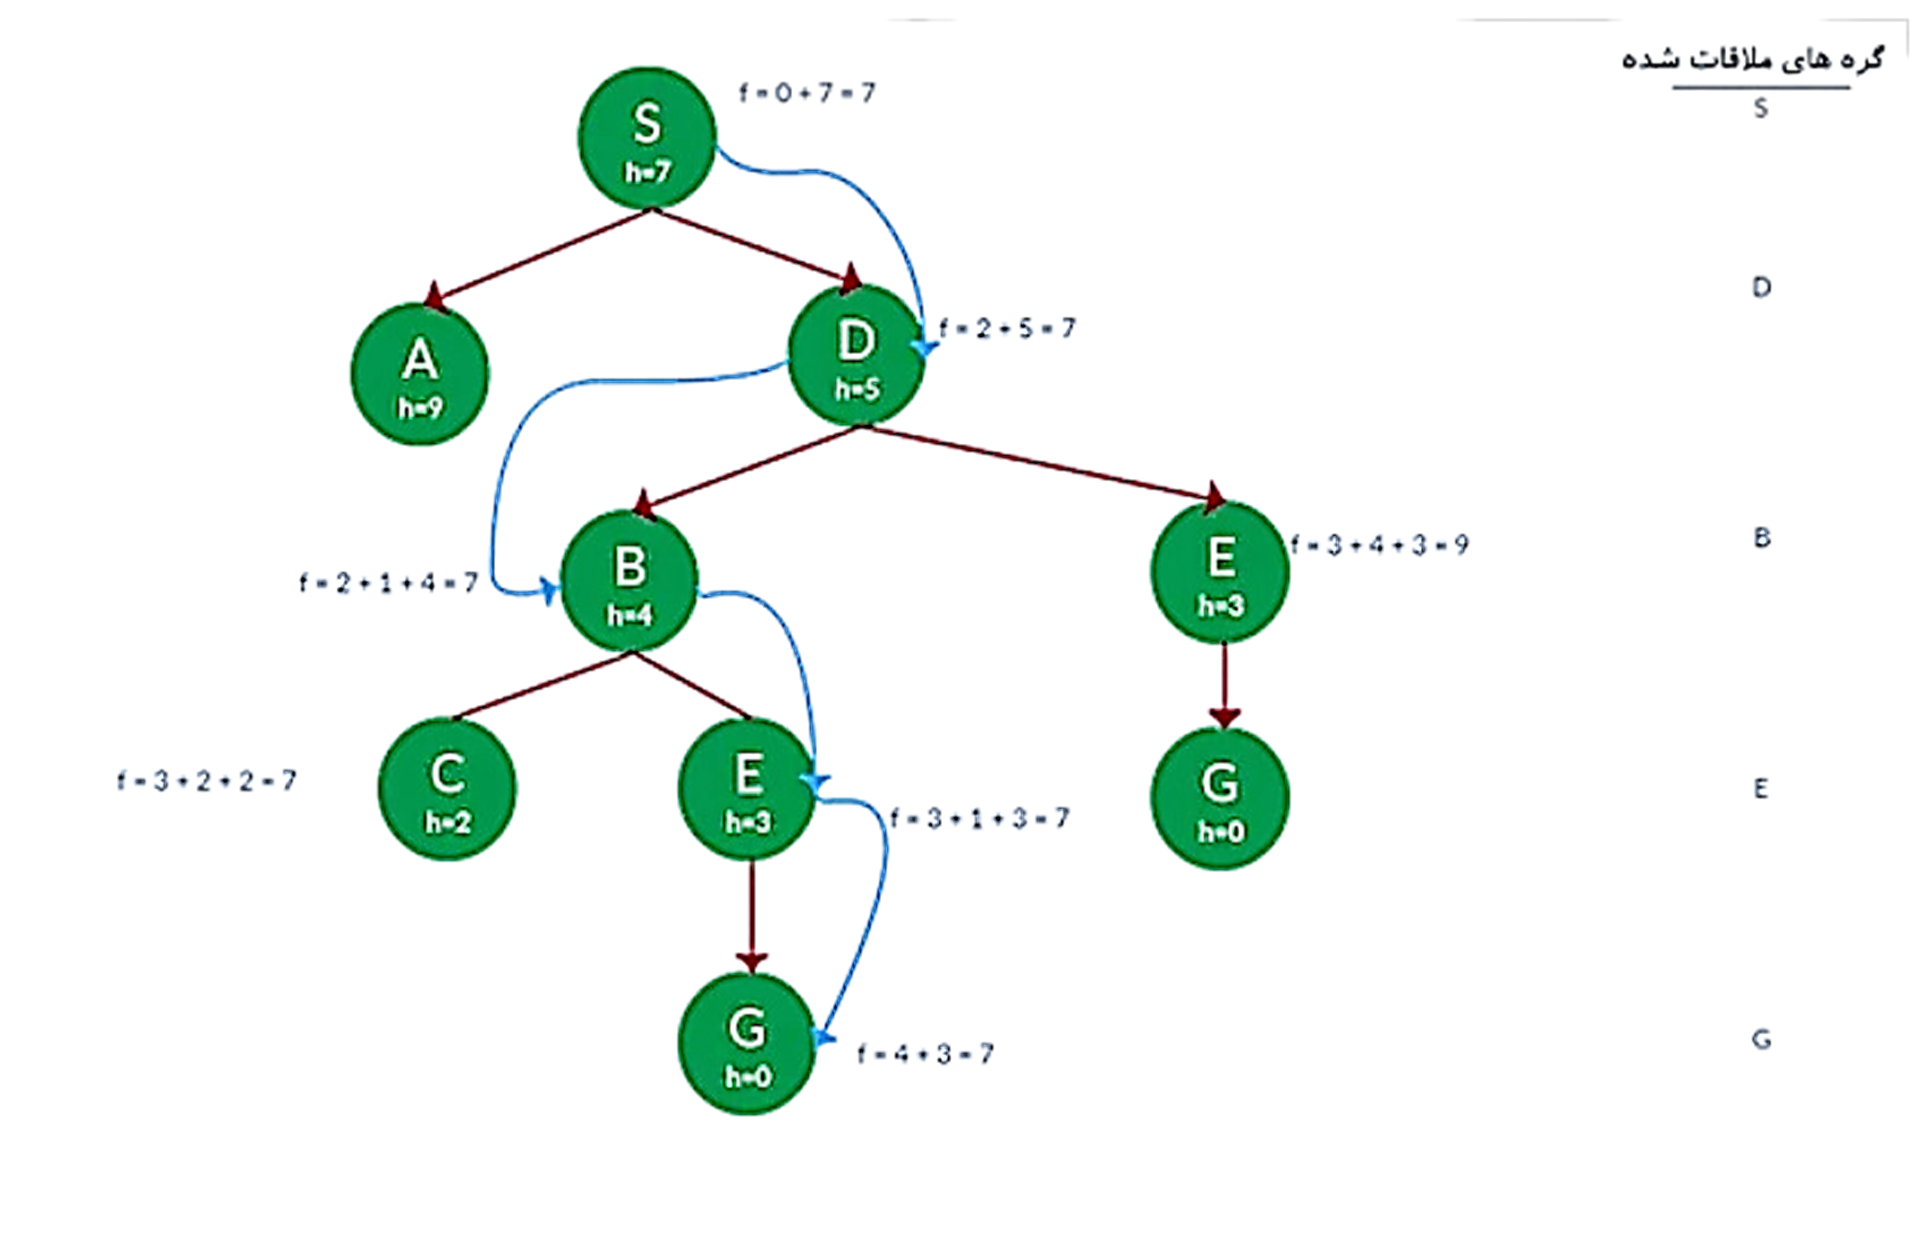 گره های ملاقات شده
S
f = 0 + 7 = 7
S
h=7
D
f = 2 + 5 = 7
D
h=5
A
h=9
B
f = 3 + 4 + 3 = 9
E
h=3
f = 2 + 1 + 4 = 7
B
h=4
f = 3 + 2 + 2 = 7
C
h=2
E
h=3
f = 3 + 1 + 3 = 7
G
h=0
E
G
h=0
f = 4 + 3 = 7
G